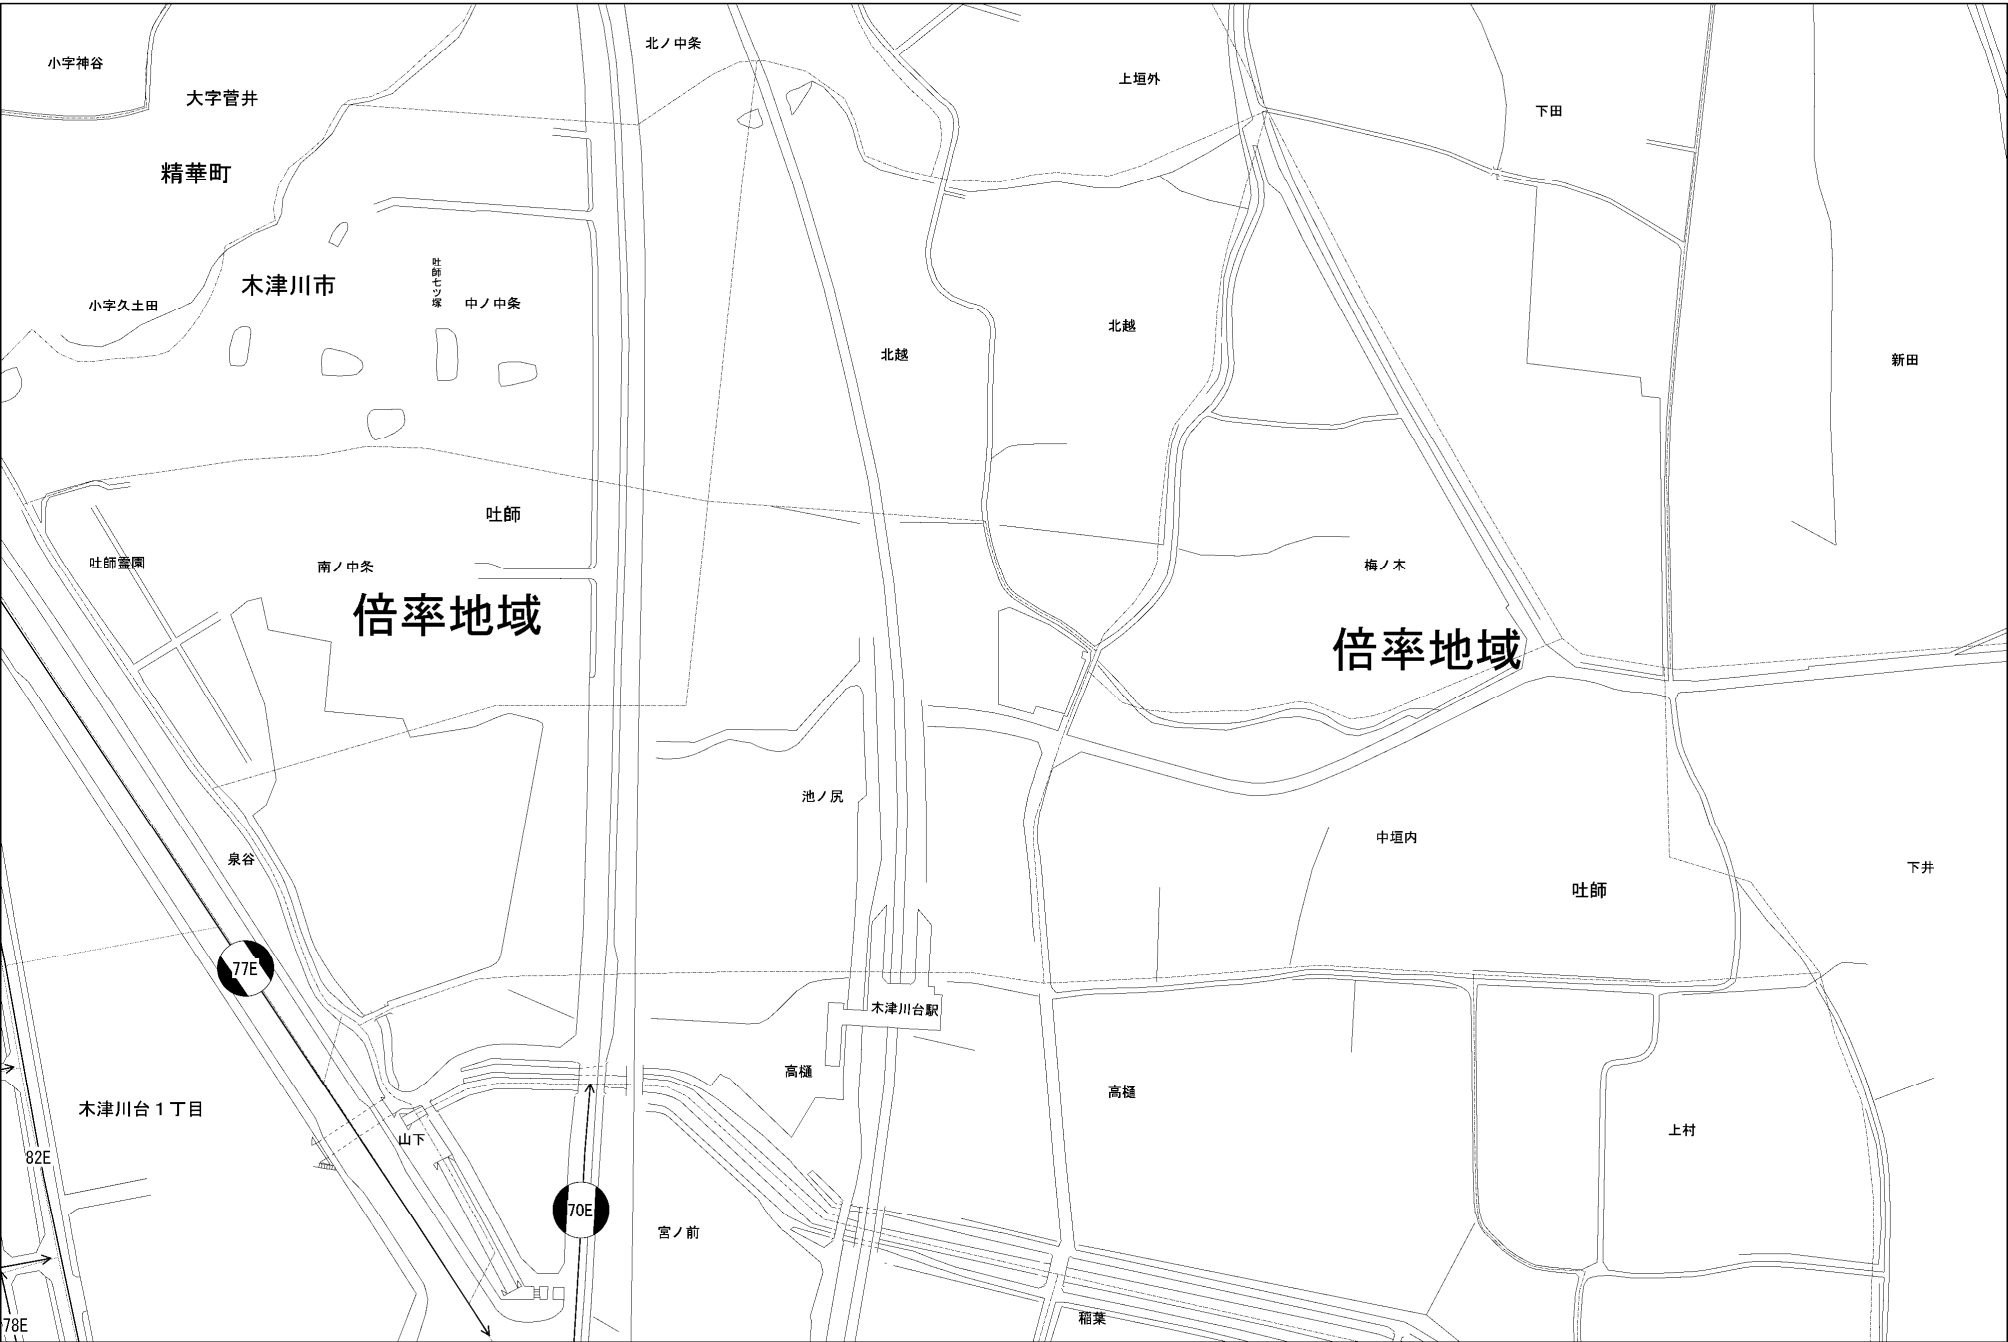 北ノ中条
小字神谷
上垣外
大字菅井
下田
精華町
吐師七ツ塚
木津川市
中ノ中条
小字久土田
北越
北越
新田
吐師
吐師霊園
南ノ中条
梅ノ木
倍率地域
倍率地域
池ノ尻
中垣内
泉谷
下井
吐師
77E
木津川台駅
高樋
高樋
木津川台1丁目
山下
上村
82E
70E
宮ノ前
稲葉
78E